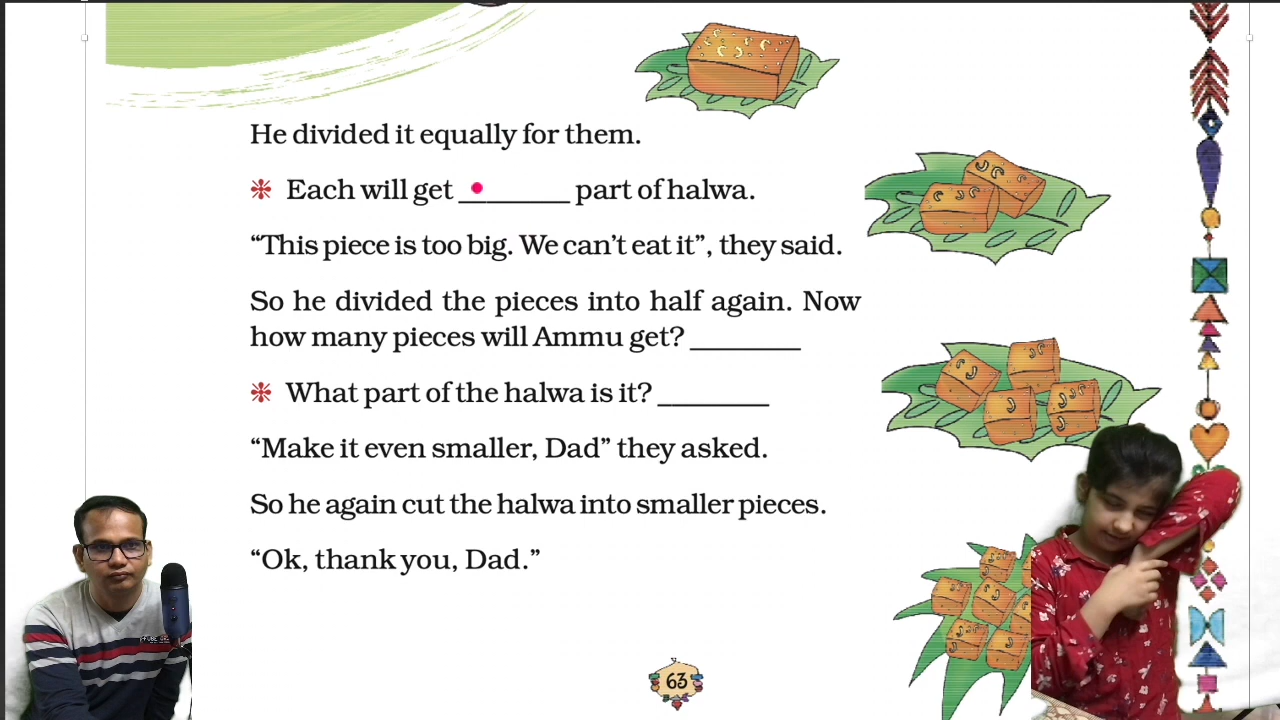 He divided it equally for them.
❋ Each will get ________ part of halwa.
“This piece is too big. We can’t eat it”, they said.
So he divided the pieces into half again. Now
how many pieces will Ammu get? ________
❋ What part of the halwa is it? ________
“Make it even smaller, Dad” they asked.
So he again cut the halwa into smaller pieces.
“Ok, thank you, Dad.”
63